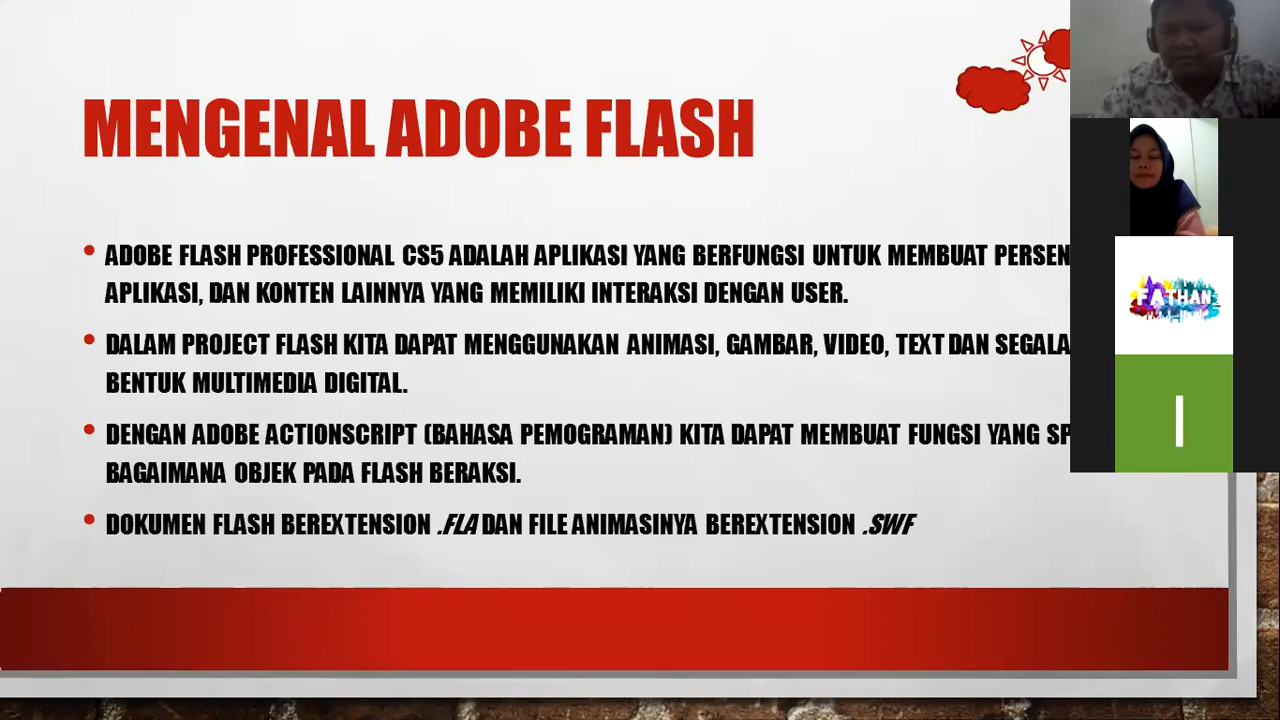 MENGENAL ADOBE FLASH
• ADOBE FLASH PROFESSIONAL CS5 ADALAH APLIKASI YANG BERFUNGSI UNTUK MEMBUAT
APLIKASI, DAN KONTEN LAINNYA YANG MEMILIKI INTERAKSI DENGAN USER.
• DALAM PROJECT FLASH KITA DAPAT MENGGUNAKAN ANIMASI, GAMBAR, VIDEO, TEXT DAN SEGALA
BENTUK MULTIMEDIA DIGITAL.
• DENGAN ADOBE ACTIONSCRIPT (BAHASA PEMOGRAMAN) KITA DAPAT MEMBUAT FUNGSI YANG
BAGAIMANA OBJEK PADA FLASH BERAKSI.
• DOKUMEN FLASH BEREXTENSION .FLA DAN FILE ANIMASINYA BEREXTENSION .SWF
FATHAN
I